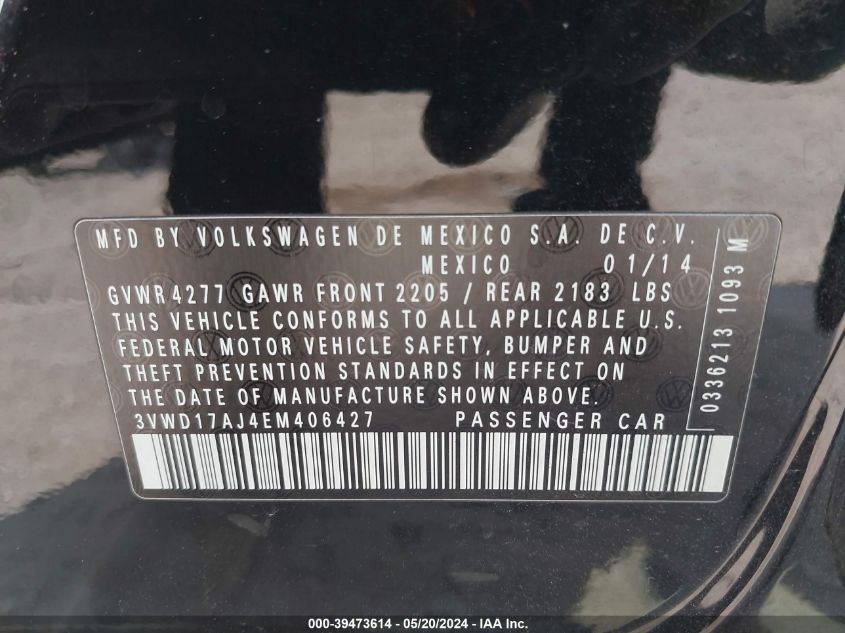 MFD BY VOLKSWAGEN DE MEXICO S.A. DE C.V.
MEXICO 01/14
GVWR 4277 GAWR FRONT 2205 / REAR 2183 LBS
THIS VEHICLE CONFORMS TO ALL APPLICABLE U.S.
FEDERAL MOTOR VEHICLE SAFETY, BUMPER AND
THEFT PREVENTION STANDARDS IN EFFECT ON
THE DATE OF MANUFACTURE SHOWN ABOVE.
3VWD17AJ4EM406427 PASSENGER CAR
0336213 1093 M
000-39473614 - 05/20/2024 - IAA Inc.